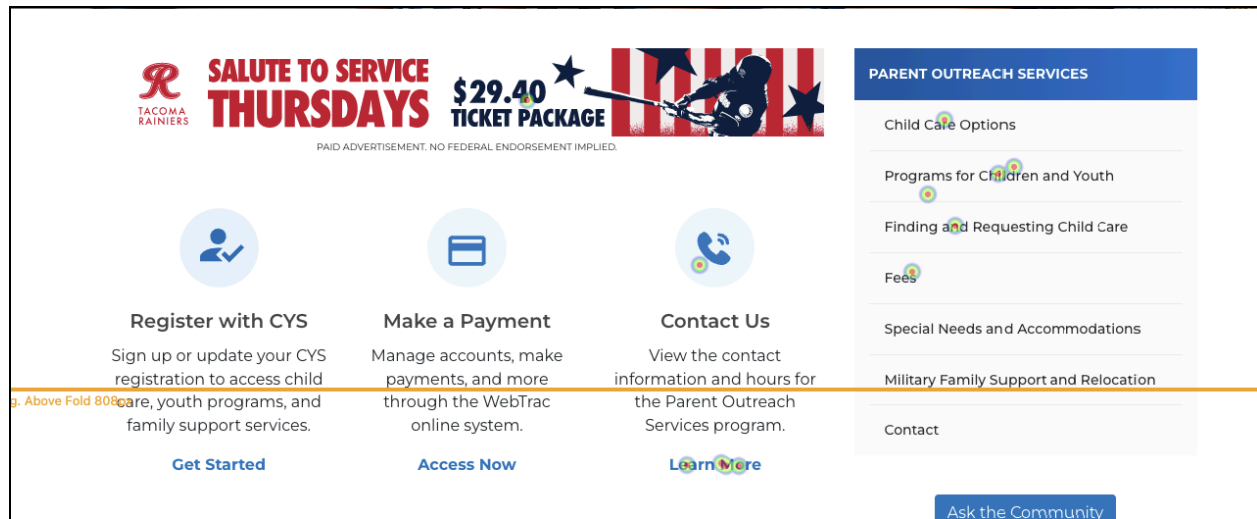 TACOMA
RAINIERS
SALUTE TO SERVICE
THURSDAYS
$29.40
TICKET PACKAGE
PAID ADVERTISEMENT. NO FEDERAL ENDORSEMENT IMPLIED.
Register with CYS
Sign up or update your CYS
registration to access child
care, youth programs, and
family support services.
Get Started
Make a Payment
Manage accounts, make
payments, and more
through the WebTrac
online system.
Access Now
Contact Us
View the contact
information and hours for
the Parent Outreach
Services program.
Learn More
PARENT OUTREACH SERVICES
Child Care Options
Programs for Children and Youth
Finding and Requesting Child Care
Fees
Special Needs and Accommodations
Military Family Support and Relocation
Contact
Ask the Community
g. Above Fold 808px